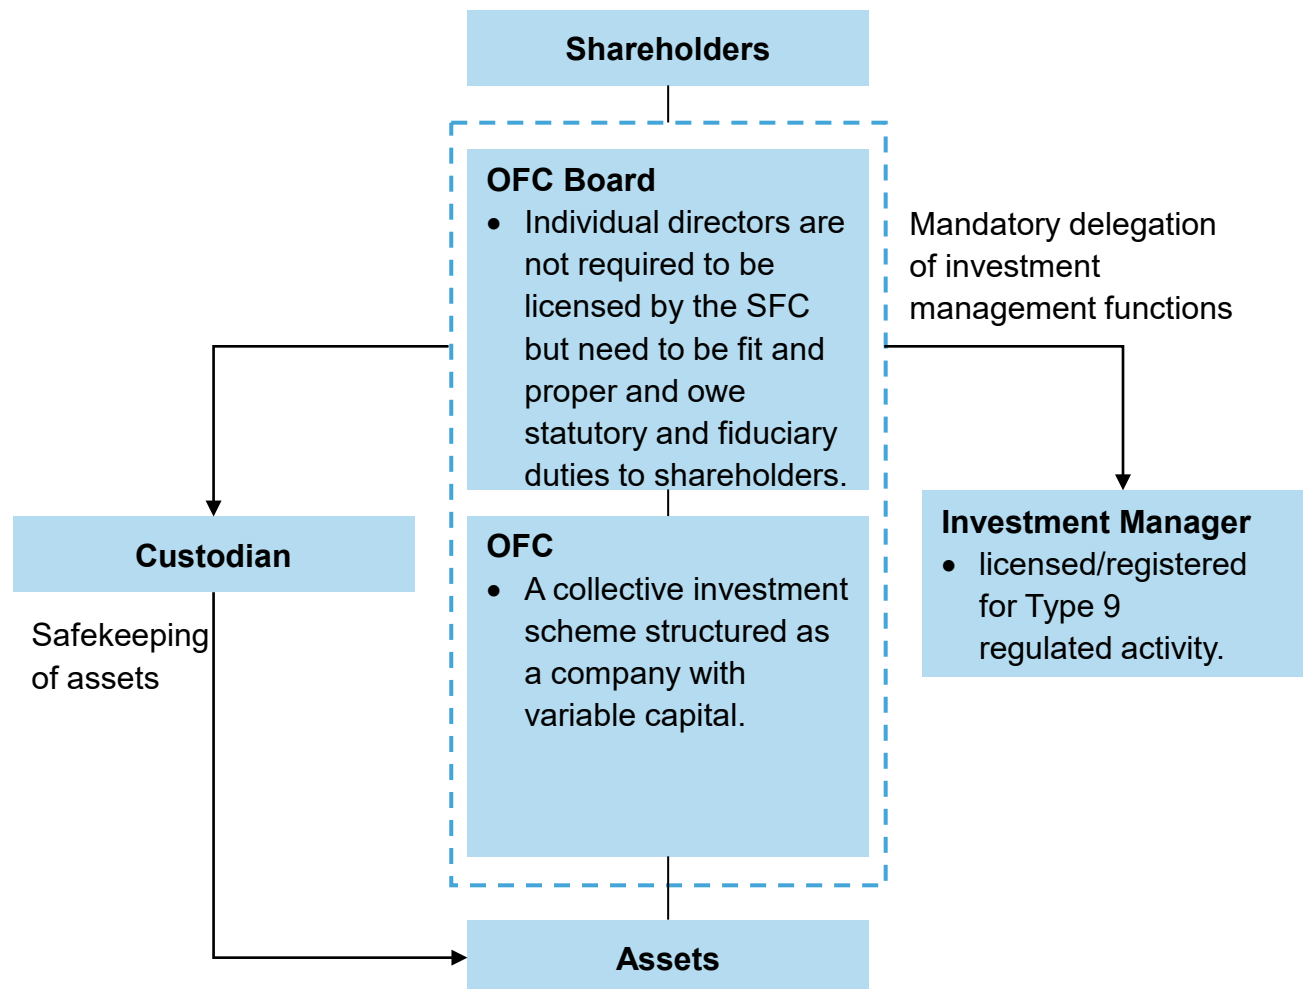 Shareholders
OFC Board
• Individual directors are
not required to be
licensed by the SFC
but need to be fit and
proper and owe
statutory and fiduciary
duties to shareholders.
Mandatory delegation
of investment
management functions
Custodian
Safekeeping
of assets
OFC
• A collective investment
scheme structured as
a company with
variable capital.
Investment Manager
• licensed/registered
for Type 9
regulated activity.
Assets